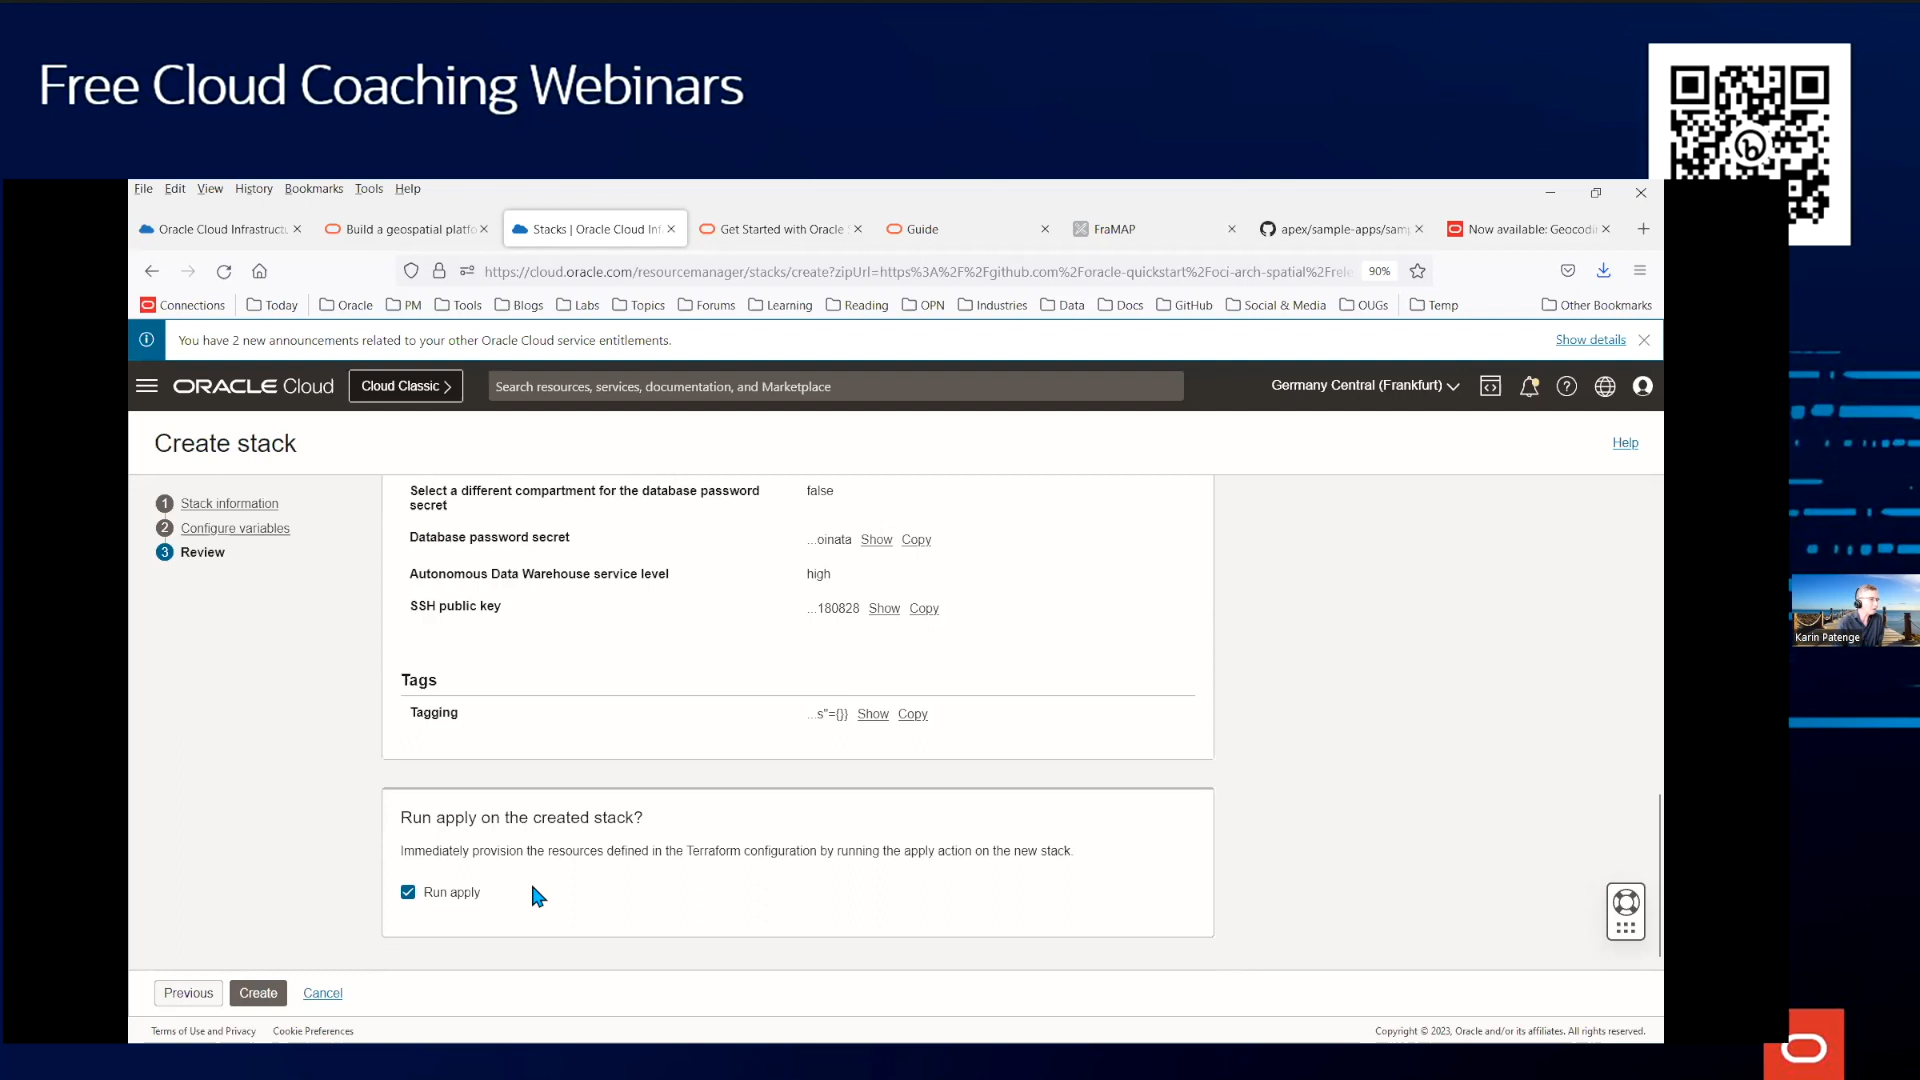 Free Cloud Coaching Webinars
File Edit View History Bookmarks Tools Help
Oracle Cloud Infrastructu
Build a geospatial platfo
Stacks | Oracle Cloud Inf
Get Started with Oracle
Guide
FraMAP
apex/sample-apps/sam
Now available: Geocodi
https://cloud.oracle.com/resourcemanager/stacks/create?zipUrl=https%3A%2F%2Fgithub.com%2Foracle-quickstart%2Foci-arch-spatial%2Frele
90%
Connections Today Oracle PM Tools Blogs Labs Topics Forums Learning Reading OPN Industries Data Docs GitHub Social & Media OUGs Temp Other Bookmarks
You have 2 new announcements related to your other Oracle Cloud service entitlements. Show details
ORACLE Cloud
Cloud Classic
Search resources, services, documentation, and Marketplace
Germany Central (Frankfurt)
Create stack
Help
1 Stack information
2 Configure variables
3 Review
Select a different compartment for the database password secret false
Database password secret ...oinata Show Copy
Autonomous Data Warehouse service level high
SSH public key ...180828 Show Copy
Tags
Tagging ...s"={}} Show Copy
Run apply on the created stack?
Immediately provision the resources defined in the Terraform configuration by running the apply action on the new stack.
Run apply
Karin Patenge
Previous Create Cancel
Terms of Use and Privacy Cookie Preferences
Copyright © 2023, Oracle and/or its affiliates. All rights reserved.